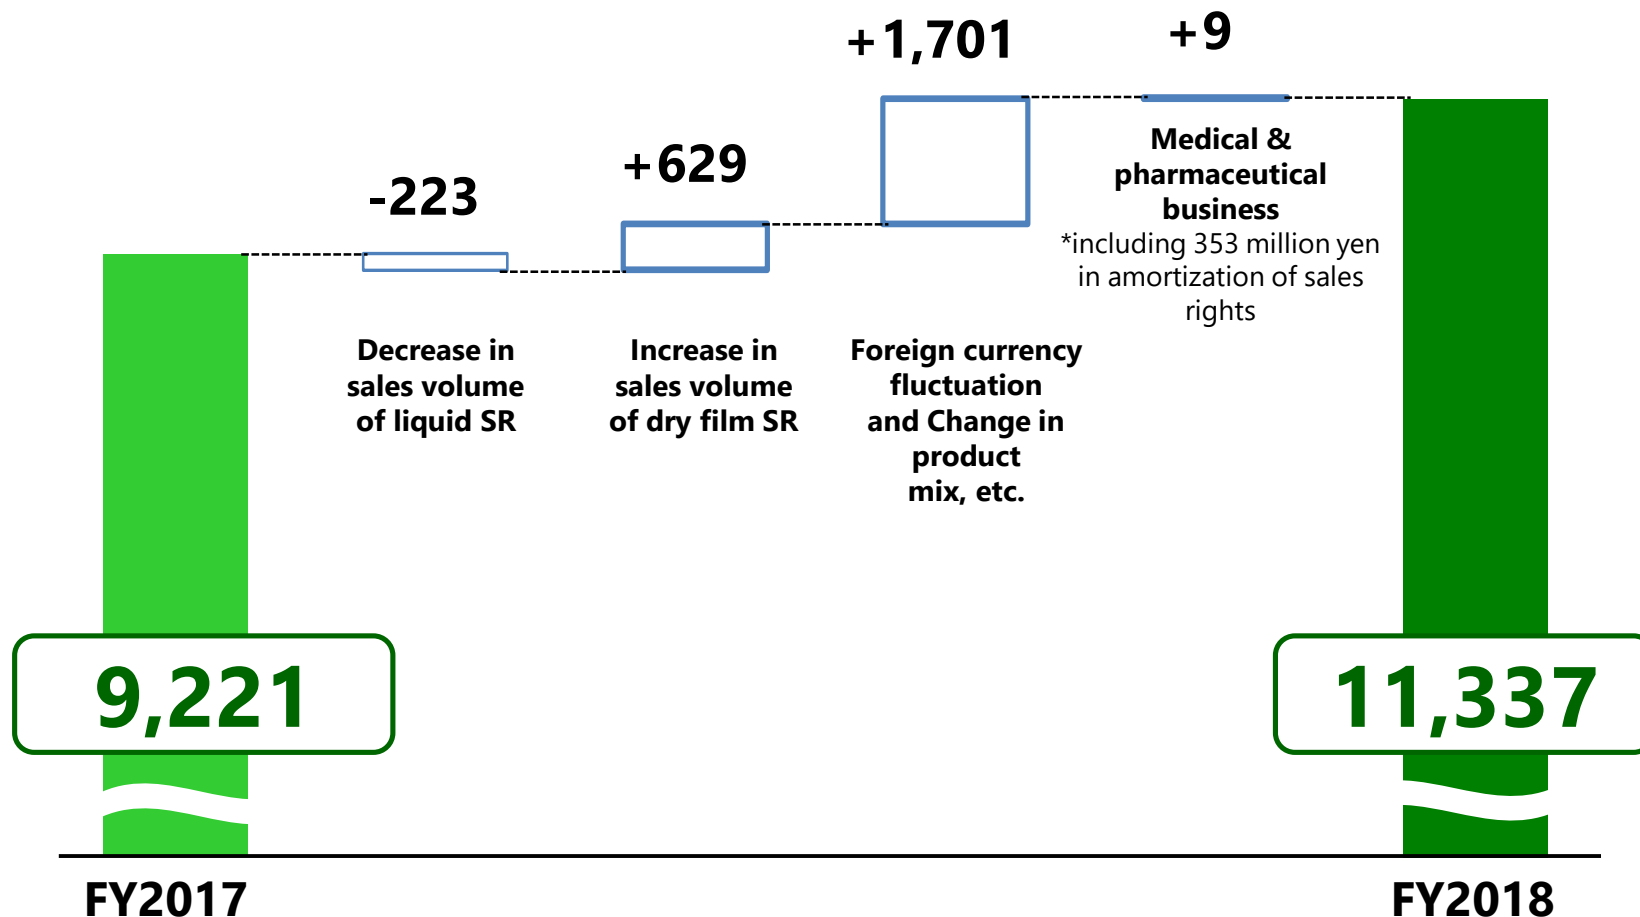 +1,701
+9
+629
-223
Medical &
pharmaceutical
business
*including 353 million yen
in amortization of sales
rights
Decrease in
sales volume
of liquid SR
Increase in
sales volume
of dry film SR
Foreign currency
fluctuation
and Change in
product
mix, etc.
9,221
11,337
FY2017
FY2018